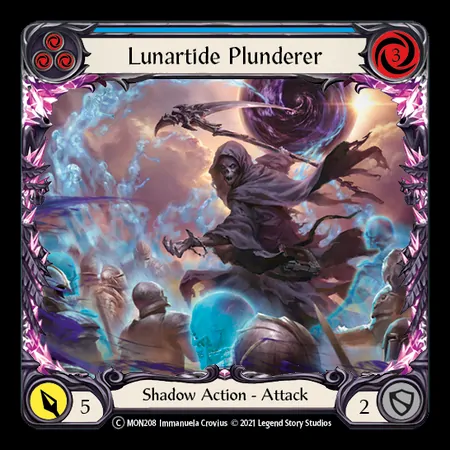 Lunartide Plunderer
3
Shadow Action - Attack
5
2
C MON208 Immanuela Crovius © 2021 Legend Story Studios